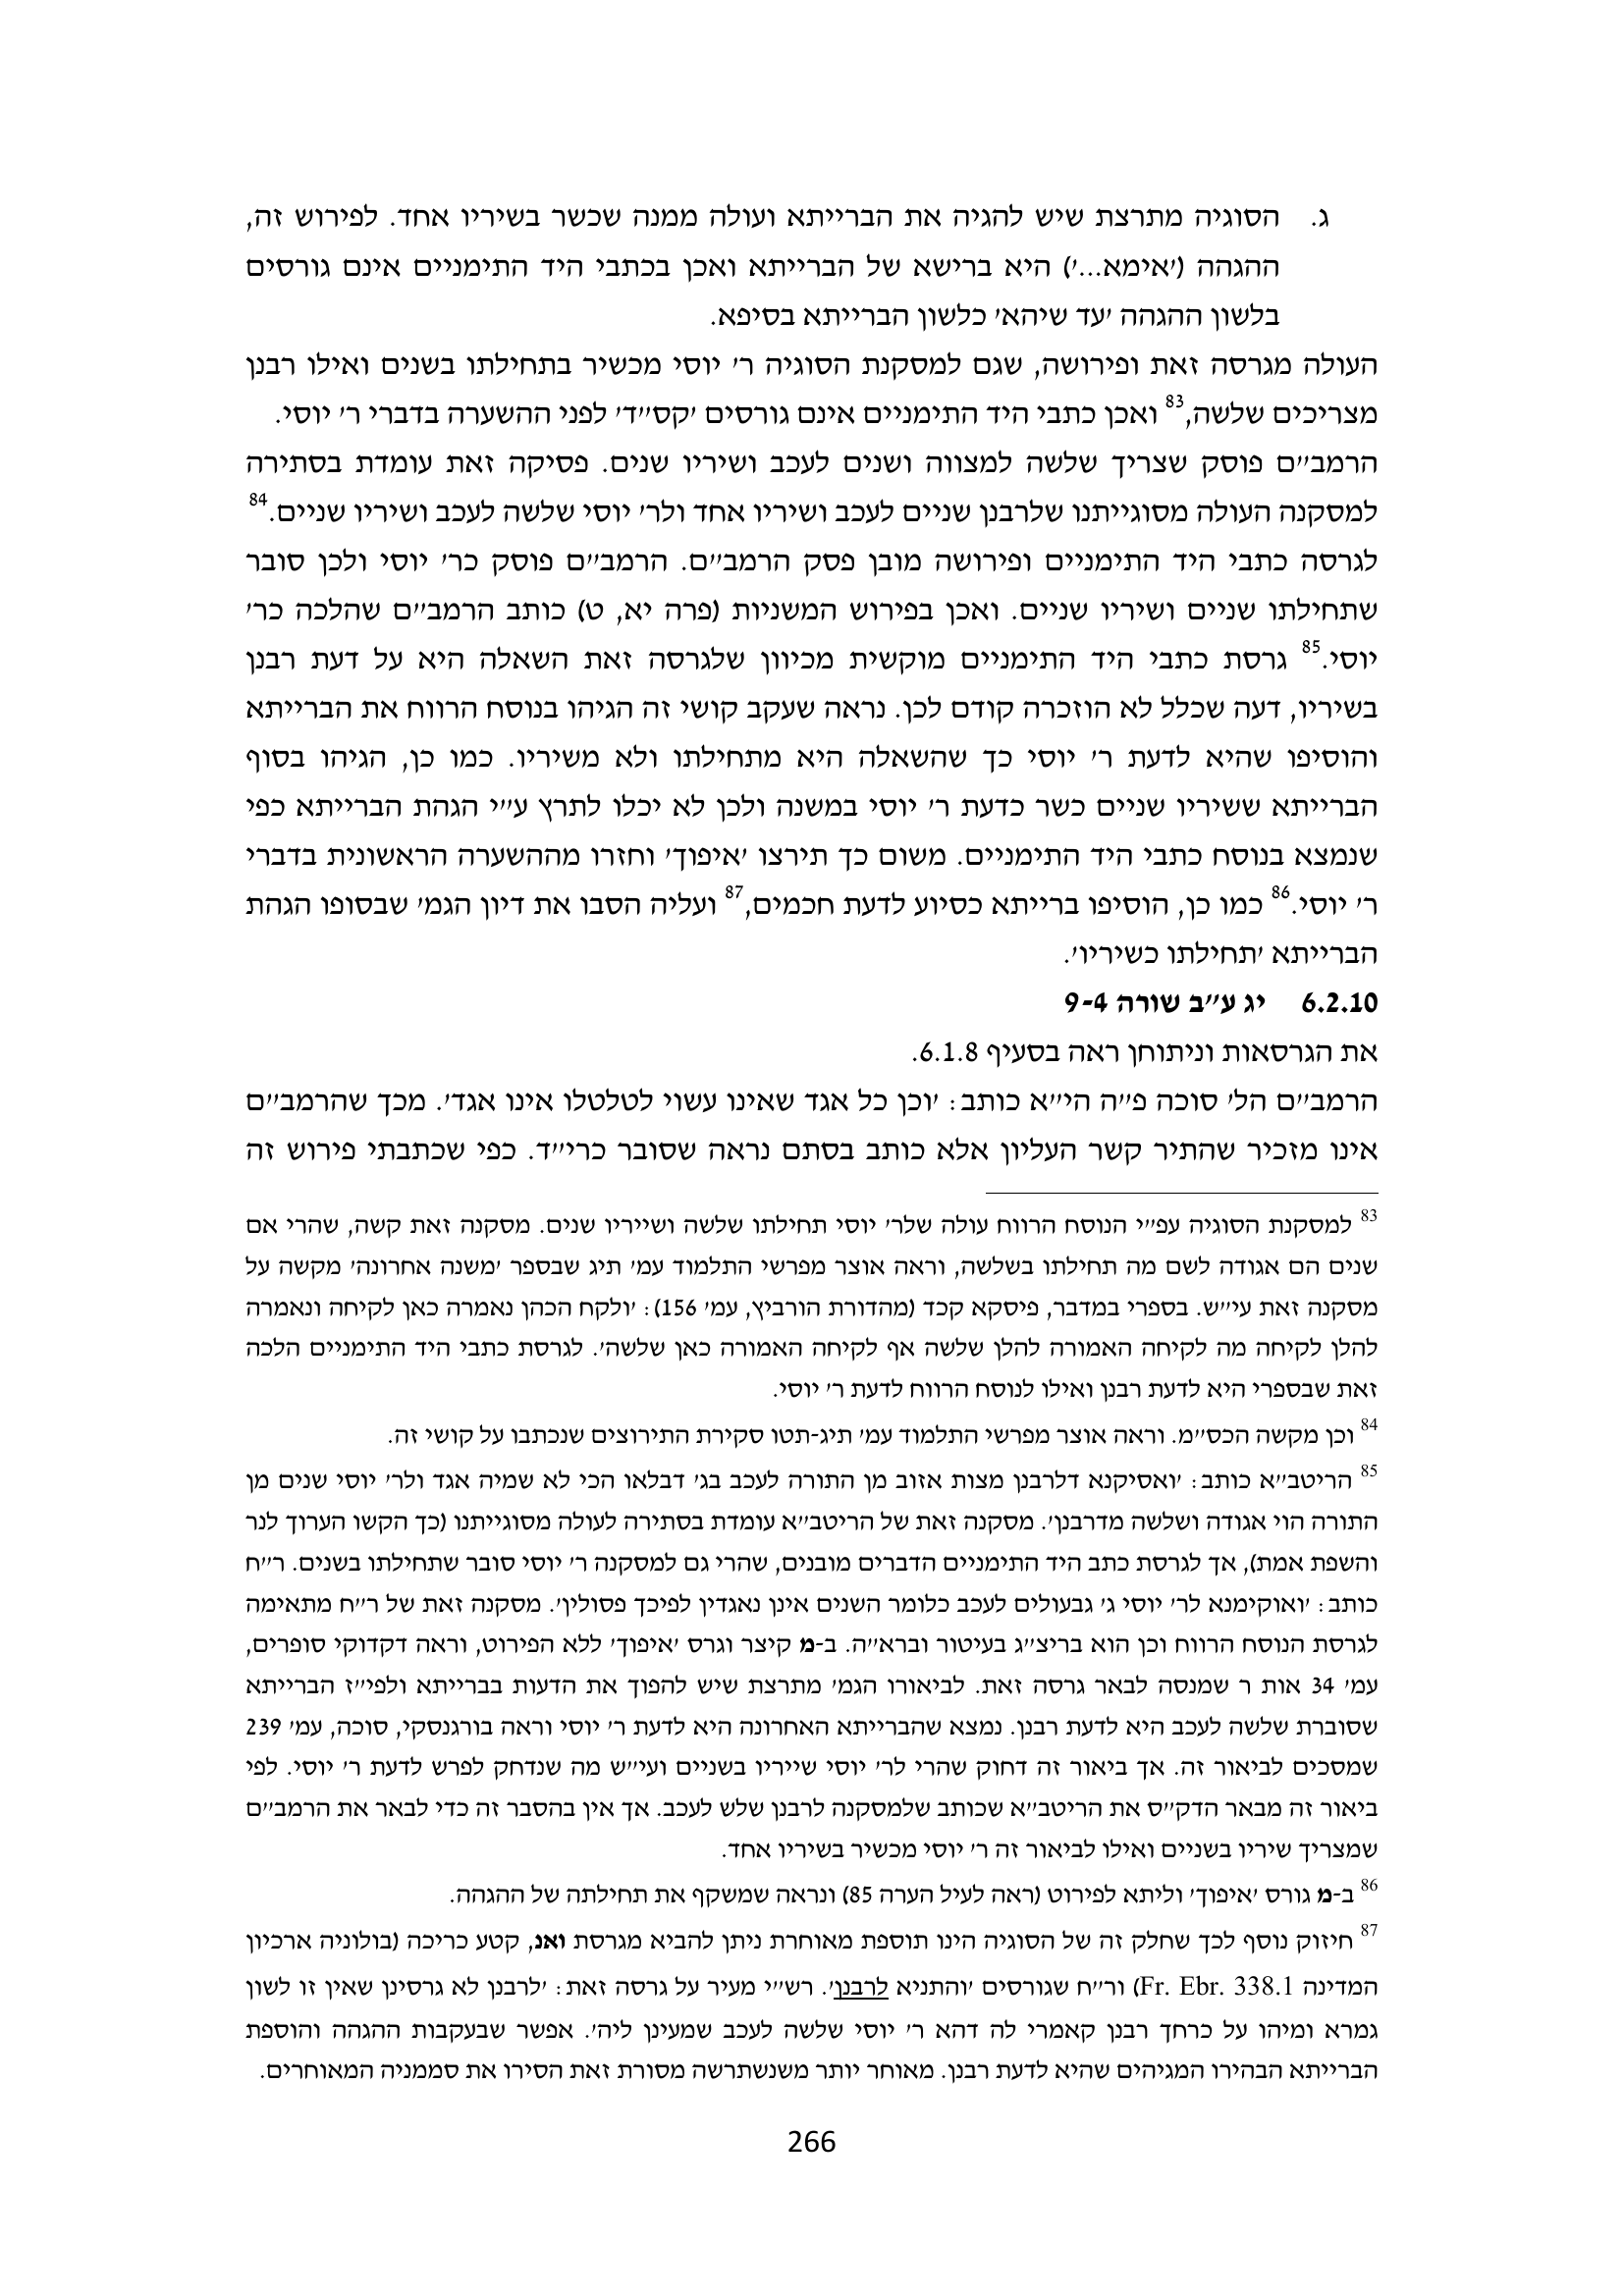 ג. הסוגיה מתרצת שיש להגיה את הברייתא ועולה ממנה שכשר בשיריו אחד. לפירוש זה,
ההגהה ('אימא...') היא ברישא של הברייתא ואכן בכתבי היד התימניים אינם גורסים
בלשון ההגהה 'עד שיהא' כלשון הברייתא בסיפא.
העולה מגרסה זאת ופירושה, שגם למסקנת הסוגיה ר' יוסי מכשיר בתחילתו בשנים ואילו רבנן
מצריכים שלשה,83 ואכן כתבי היד התימניים אינם גורסים 'קס"ד' לפני ההשערה בדברי ר' יוסי.
הרמב"ם פוסק שצריך שלשה למצווה ושנים לעכב ושיריו שנים. פסיקה זאת עומדת בסתירה
למסקנה העולה מסוגייתנו שלרבנן שניים לעכב ושיריו אחד ולר' יוסי שלשה לעכב ושיריו שניים.84
לגרסה כתבי היד התימניים ופירושה מובן פסק הרמב"ם. הרמב"ם פוסק כר' יוסי ולכן סובר
שתחילתו שניים ושיריו שניים. ואכן בפירוש המשניות (פרה יא, ט) כותב הרמב"ם שהלכה כר'
יוסי.85 גרסת כתבי היד התימניים מוקשית מכיוון שלגרסה זאת השאלה היא על דעת רבנן
בשיריו, דעה שכלל לא הוזכרה קודם לכן. נראה שעקב קושי זה הגיהו בנוסח הרווח את הברייתא
והוסיפו שהיא לדעת ר' יוסי כך שהשאלה היא מתחילתו ולא משיריו. כמו כן, הגיהו בסוף
הברייתא ששיריו שניים כשר כדעת ר' יוסי במשנה ולכן לא יכלו לתרץ ע"י הגהת הברייתא כפי
שנמצא בנוסח כתבי היד התימניים. משום כך תירצו 'איפוך' וחזרו מההשערה הראשונית בדברי
ר' יוסי.86 כמו כן, הוסיפו ברייתא כסיוע לדעת חכמים,87 ועליה הסבו את דיון הגמ' שבסופו הגהת
הברייתא 'תחילתו כשיריו'.
6.2.10 יג ע"ב שורה 9-4
את הגרסאות וניתוחן ראה בסעיף 6.1.8.
הרמב"ם הל' סוכה פ"ה הי"א כותב: 'וכן כל אגד שאינו עשוי לטלטלו אינו אגד'. מכך שהרמב"ם
אינו מזכיר שהתיר קשר העליון אלא כותב בסתם נראה שסובר כרי"ד. כפי שכתבתי פירוש זה
83 למסקנת הסוגיה עפ"י הנוסח הרווח עולה שלר' יוסי תחילתו שלשה ושייריו שנים. מסקנה זאת קשה, שהרי אם
שנים הם אגודה לשם מה תחילתו בשלשה, וראה אוצר מפרשי התלמוד עמ' תיג שבספר 'משנה אחרונה' מקשה על
מסקנה זאת עי"ש. בספרי במדבר, פיסקא קכד (מהדורת הורביץ, עמ' 156): 'ולקח הכהן נאמרה כאן לקיחה ונאמרה
להלן לקיחה מה לקיחה האמורה להלן שלשה אף לקיחה האמורה כאן שלשה'. לגרסת כתבי היד התימניים הלכה
זאת שבספרי היא לדעת רבנן ואילו לנוסח הרווח לדעת ר' יוסי.
84 וכן מקשה הכס"מ. וראה אוצר מפרשי התלמוד עמ' תיג-תטו סקירת התירוצים שנכתבו על קושי זה.
85 הריטב"א כותב: 'ואסיקנא דלרבנן מצות אזוב מן התורה לעכב בג' דבלאו הכי לא שמיה אגד ולר' יוסי שנים מן
התורה הוי אגודה ושלשה מדרבנן'. מסקנה זאת של הריטב"א עומדת בסתירה לעולה מסוגייתנו (כך הקשו הערוך לנר
והשפת אמת), אך לגרסת כתב היד התימניים הדברים מובנים, שהרי גם למסקנה ר' יוסי סובר שתחילתו בשנים. ר"ח
כותב: 'ואוקימנא לר' יוסי ג' גבעולים לעכב כלומר השנים אינן נאגדין לפיכך פסולין'. מסקנה זאת של ר"ח מתאימה
לגרסת הנוסח הרווח וכן הוא בריצ"ג בעיטור ובראב"ה. ב-מ קיצר וגרס 'איפוך' ללא הפירוט, וראה דקדוקי סופרים,
עמ' 34 אות ר שמנסה לבאר גרסה זאת. לביאורו הגמ' מתרצת שיש להפוך את הדעות בברייתא ולפי"ז הברייתא
שסוברת שלשה לעכב היא לדעת רבנן. נמצא שהברייתא האחרונה היא לדעת ר' יוסי וראה בורגנסקי, סוכה, עמ' 239
שמסכים לביאור זה. אך ביאור זה דחוק שהרי לר' יוסי שייריו בשניים ועי"ש מה שנדחק לפרש לדעת ר' יוסי. לפי
ביאור זה מבאר הדק"ס את הריטב"א שכותב שלמסקנה לרבנן שלש לעכב. אך אין בהסבר זה כדי לבאר את הרמב"ם
שמצריך שיריו בשניים ואילו לביאור זה ר' יוסי מכשיר בשיריו אחד.
86 ב-מ גורס 'איפוך' וליתא לפירוט (ראה לעיל הערה 85) ונראה שמשקף את תחילתה של ההגהה.
87 חיזוק נוסף לכך שחלק זה של הסוגיה הינו תוספת מאוחרת ניתן להביא מגרסת ואנ, קטע כריכה (בולוניה ארכיון
המדינה Fr. Ebr. 338.1) ור"ח שגורסים 'והתניא לרבנן'. רש"י מעיר על גרסה זאת: 'לרבנן לא גרסינן שאין זו לשון
גמרא ומיהו על כרחך רבנן קאמרי לה דהא ר' יוסי שלשה לעכב שמעינן ליה'. אפשר שבעקבות ההגהה והוספת
הברייתא הבהירו המגיהים שהיא לדעת רבנן. מאוחר יותר משנשתרשה מסורת זאת הסירו את סממניה המאוחרים.
266